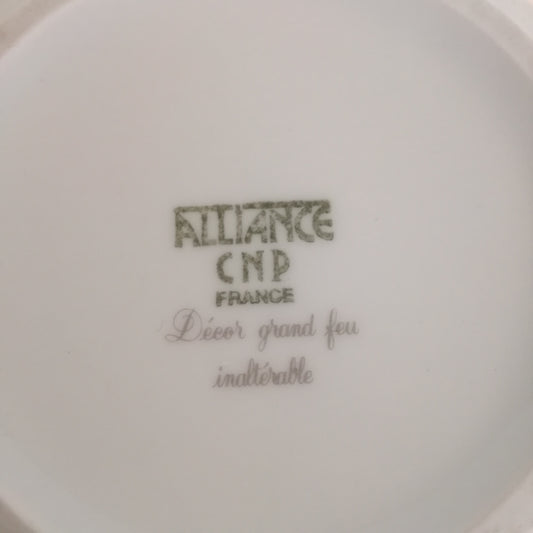 ALLIANCE
CNP
FRANCE
Décor grand feu
inaltérable